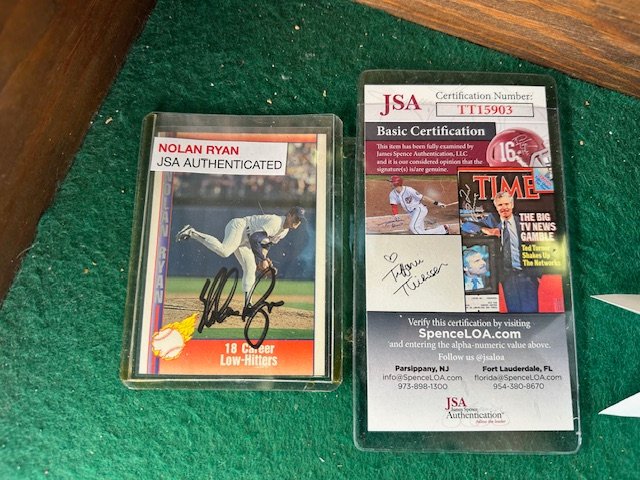 NOLAN RYAN
JSA AUTHENTICATED
Nolan Ryan
18 Career
Low-Hitters
JSA
Certification Number:
TT15903
Basic Certification
This item has been fully examined by
James Spence Authentication, LLC
and it is our considered opinion that the
signature(s) is/are genuine.
16
TIME
THE BIG
TV NEWS
GAMBLE
Ted Turner
Shakes Up
The Networks
Verify this certification by visiting
SpenceLOA.com
and entering the alpha-numeric value above.
Follow us @jsaloa
Parsippany, NJ
info@SpenceLOA.com
973-898-1300
Fort Lauderdale, FL
florida@SpenceLOA.com
954-380-8670
JSA
James Spence
Authentication